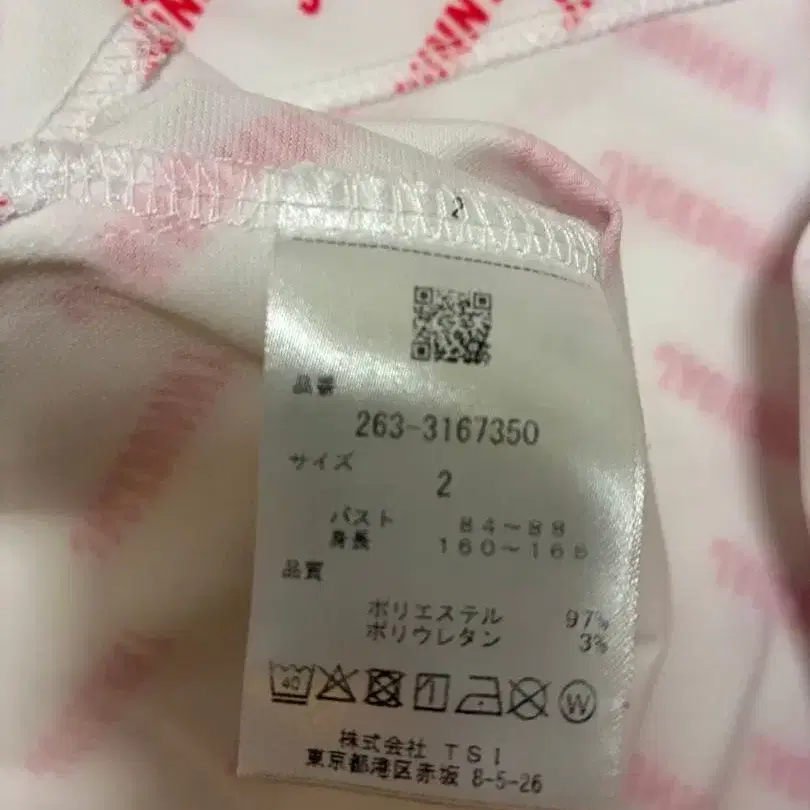 2
品番
263-3167350
サイズ
2
バスト 84～88
身長 160～166
品質
ポリエステル 97%
ポリウレタン 3%
40
W
株式会社 TSI
東京都港区赤坂 8-5-26